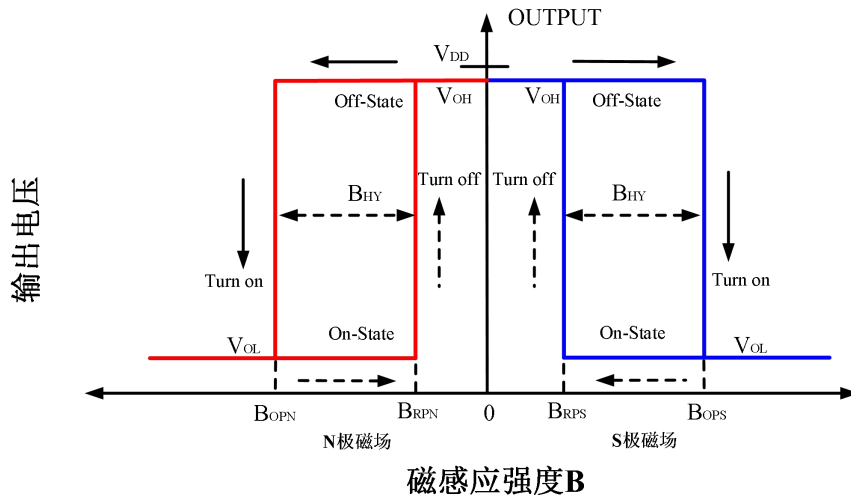 OUTPUT
VDD
Off-State
VOH
VOH
Off-State
Turn off
Turn off
BHY
BHY
输出电压
Turn on
Turn on
On-State
On-State
VOL
VOL
BOPN
BRPN
0
BRPS
BOPS
N极磁场
S极磁场
磁感应强度B